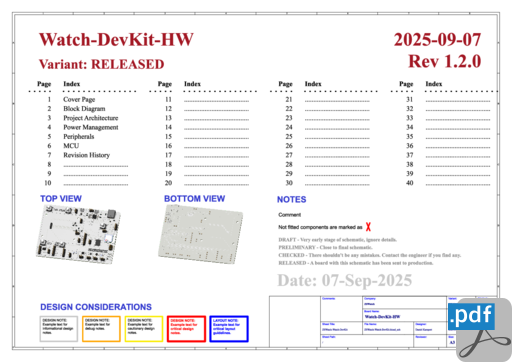 Watch-DevKit-HW
2025-09-07
Variant: RELEASED
Rev 1.2.0
Page Index Page Index Page Index Page Index
1 Cover Page 11 21 31
2 Block Diagram 12 22 32
3 Project Architecture 13 23 33
4 Power Management 14 24 34
5 Peripherals 15 25 35
6 MCU 16 26 36
7 Revision History 17 27 37
8 18 28 38
9 19 29 39
10 20 30 40
TOP VIEW
BOTTOM VIEW
NOTES
Comment
Not fitted components are marked as X
DRAFT - Very early stage of schematic, ignore details.
PRELIMINARY - Close to final schematic.
CHECKED - There shouldn't be any mistakes. Contact the engineer if you find any.
RELEASED - A board with this schematic has been sent to production.
Date: 07-Sep-2025
DESIGN CONSIDERATIONS
DESIGN NOTE:
Example text for informational design notes.
DESIGN NOTE:
Example text for debug notes.
DESIGN NOTE:
Example text for cautionary design notes.
DESIGN NOTE:
Example text for critical design notes.
LAYOUT NOTE:
Example text for critical layout guidelines.
Company
Board Name
Watch-DevKit-HW
Sheet Title
File Name
Designer
A3
.pdf